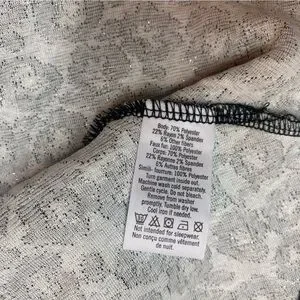 Body: 70% Polyester
22% Rayon 2% Spandex
6% Other fibers
Faux fur: 100% Polyester
Corps: 70% Polyester
22% Rayonne 2% Spandex
6% Autres fibres
Simili- fourrure: 100% Polyester
Turn garment inside out.
Machine wash cold separately.
Gentle cycle. Do not bleach.
Remove from washer
promptly. Tumble dry low.
Cool iron if needed.
Not intended for sleepwear.
Non conçu comme vêtement
de nuit.